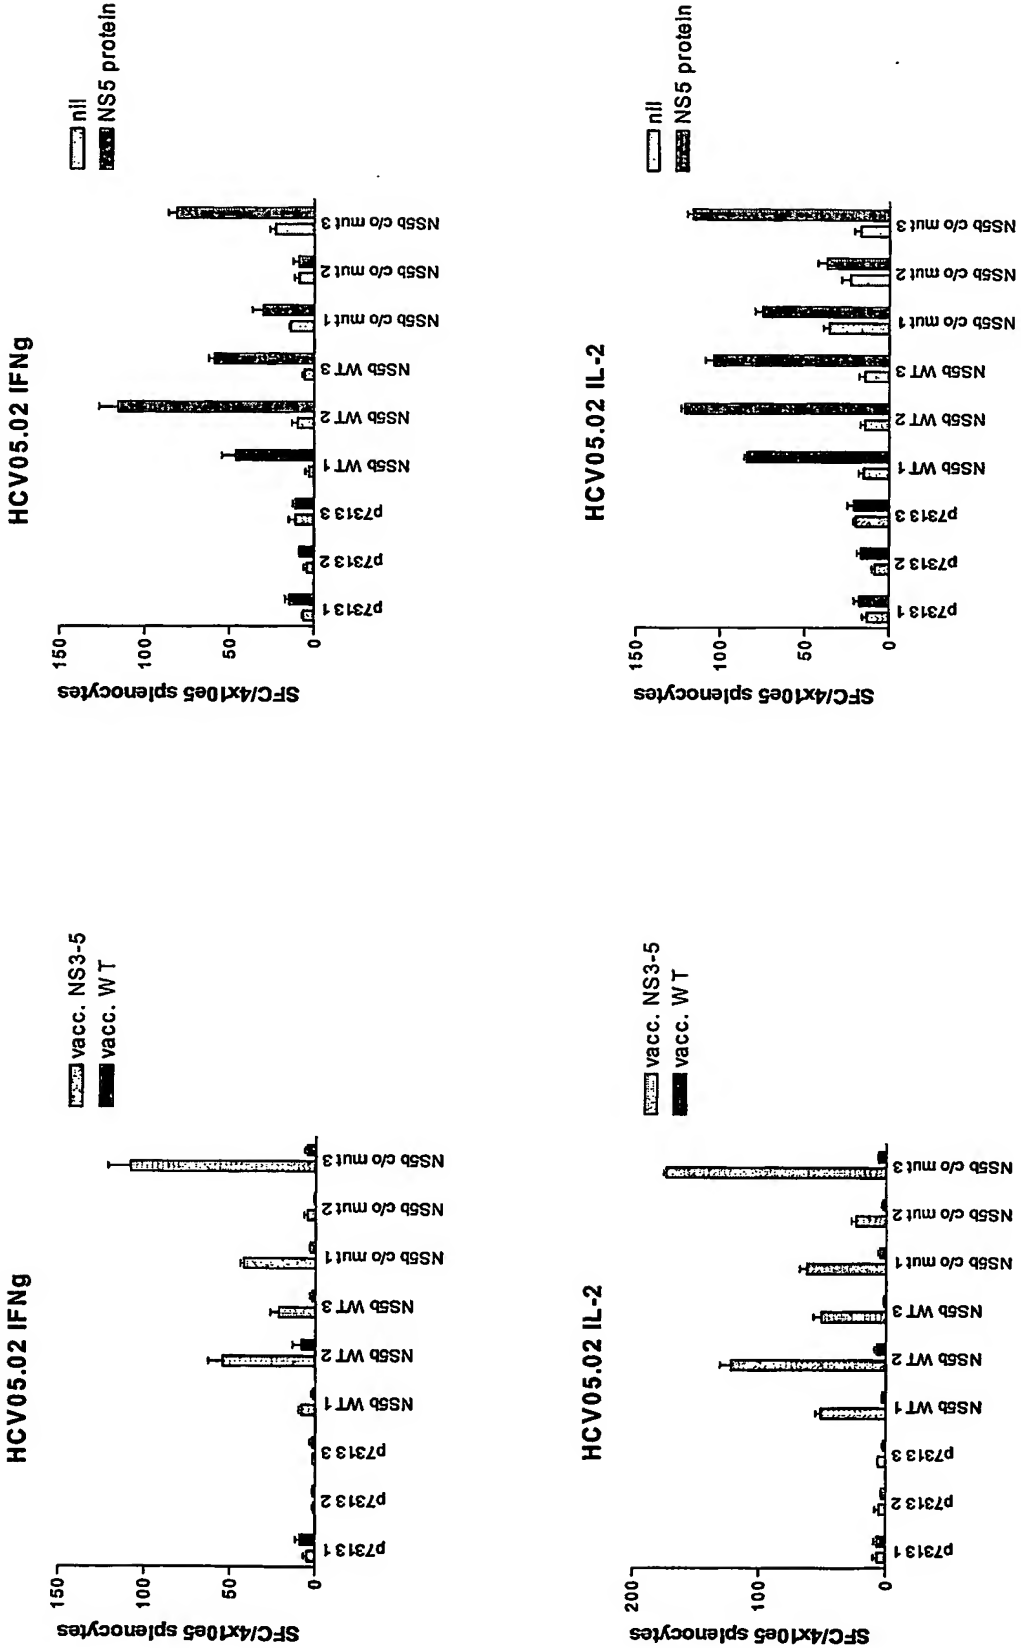 HCV05.02 IFNg
vacc. NS3-5
vacc. WT
SFC/4x10e5 splenocytes
150
100
50
0
p7313 1
p7313 2
p7313 3
NS5b WT 1
NS5b WT 2
NS5b WT 3
NS5b c/o mut 1
NS5b c/o mut 2
NS5b c/o mut 3
HCV05.02 IFNg
nil
NS5 protein
SFC/4x10e5 splenocytes
150
100
50
0
p7313 1
p7313 2
p7313 3
NS5b WT 1
NS5b WT 2
NS5b WT 3
NS5b c/o mut 1
NS5b c/o mut 2
NS5b c/o mut 3
HCV05.02 IL-2
vacc. NS3-5
vacc. WT
SFC/4x10e5 splenocytes
200
100
0
p7313 1
p7313 2
p7313 3
NS5b WT 1
NS5b WT 2
NS5b WT 3
NS5b c/o mut 1
NS5b c/o mut 2
NS5b c/o mut 3
HCV05.02 IL-2
nil
NS5 protein
SFC/4x10e5 splenocytes
150
100
50
0
p7313 1
p7313 2
p7313 3
NS5b WT 1
NS5b WT 2
NS5b WT 3
NS5b c/o mut 1
NS5b c/o mut 2
NS5b c/o mut 3